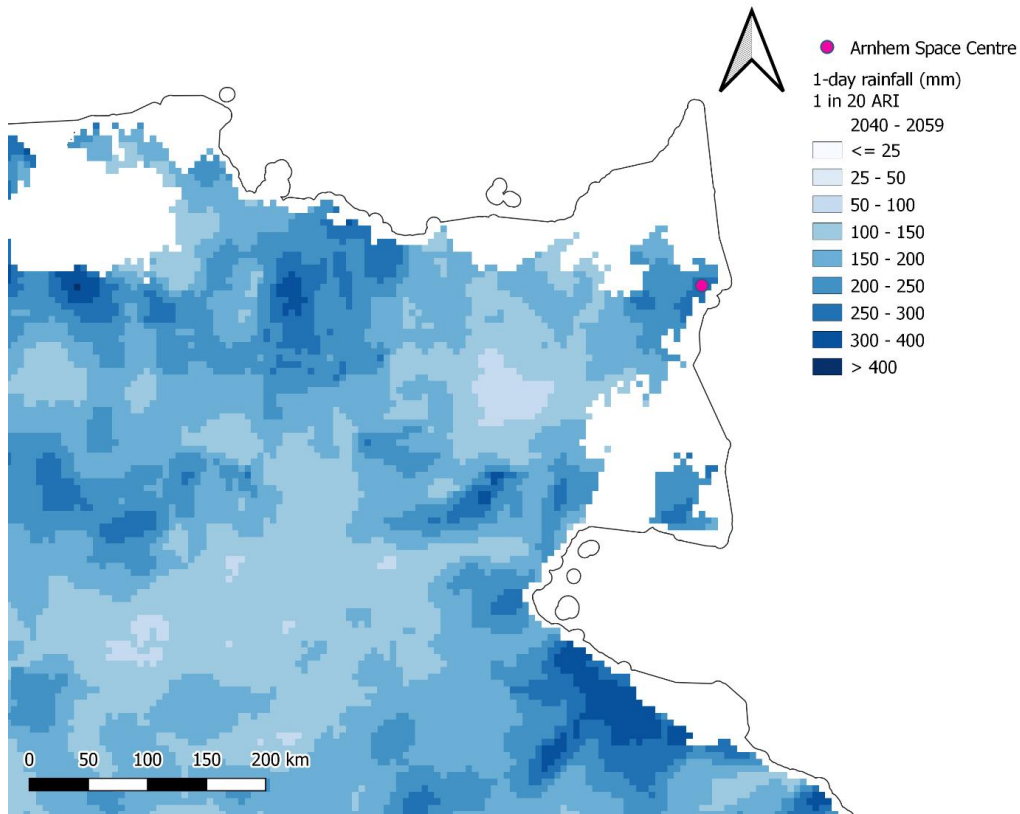 Arnhem Space Centre
1-day rainfall (mm)
1 in 20 ARI
2040 - 2059
<= 25
25 - 50
50 - 100
100 - 150
150 - 200
200 - 250
250 - 300
300 - 400
> 400
0 50 100 150 200 km